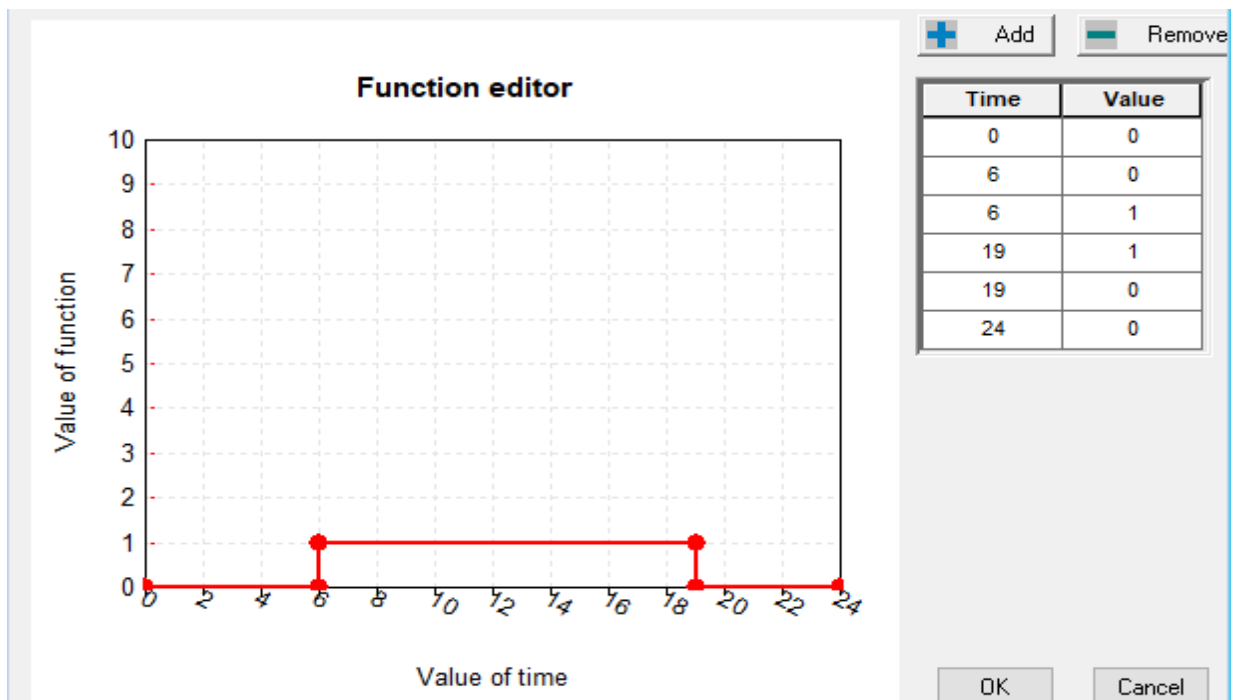 Add
Remove
Function editor
Time Value
0 0
6 0
6 1
19 1
19 0
24 0
10
9
8
7
6
5
4
3
2
1
0
Value of function
0 2 4 6 8 10 12 14 16 18 20 22 24
Value of time
OK
Cancel